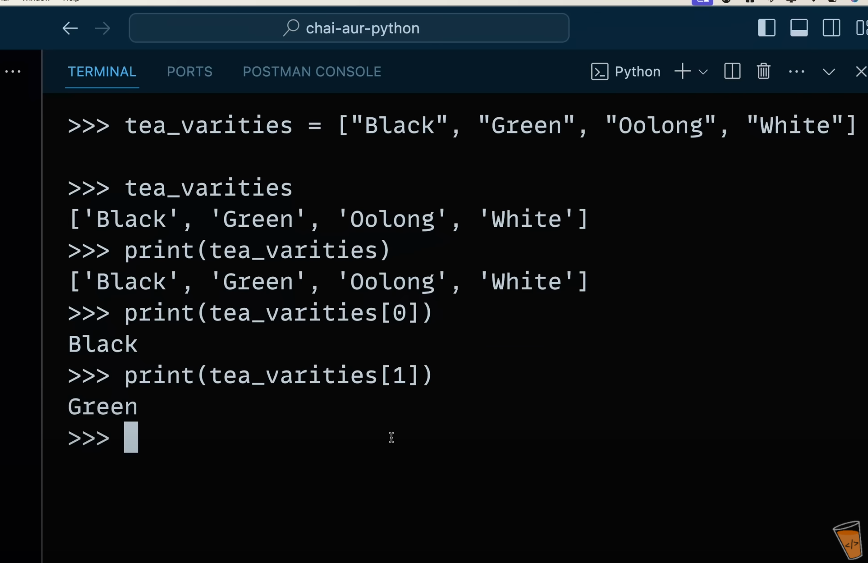 chai-aur-python
TERMINAL PORTS POSTMAN CONSOLE Python
>>> tea_varities = ["Black", "Green", "Oolong", "White"]
>>> tea_varities
['Black', 'Green', 'Oolong', 'White']
>>> print(tea_varities)
['Black', 'Green', 'Oolong', 'White']
>>> print(tea_varities[0])
Black
>>> print(tea_varities[1])
Green
>>>